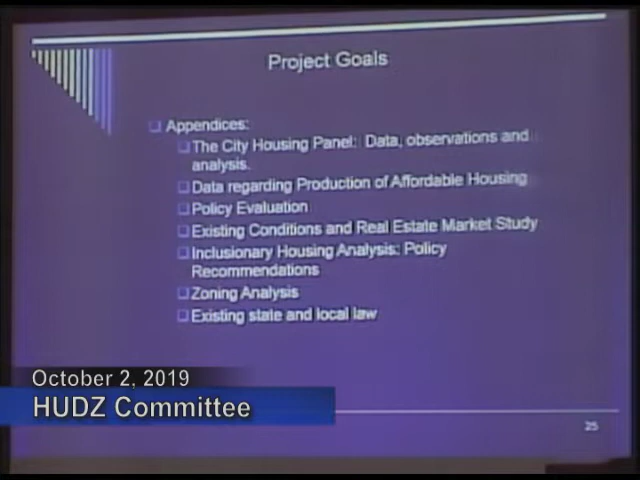 Project Goals
Appendices:
The City Housing Panel: Data, observations and
analysis.
Data regarding Production of Affordable Housing
Policy Evaluation
Existing Conditions and Real Estate Market Study
Inclusionary Housing Analysis: Policy
Recommendations
Zoning Analysis
Existing state and local law
October 2, 2019
HUDZ Committee
25